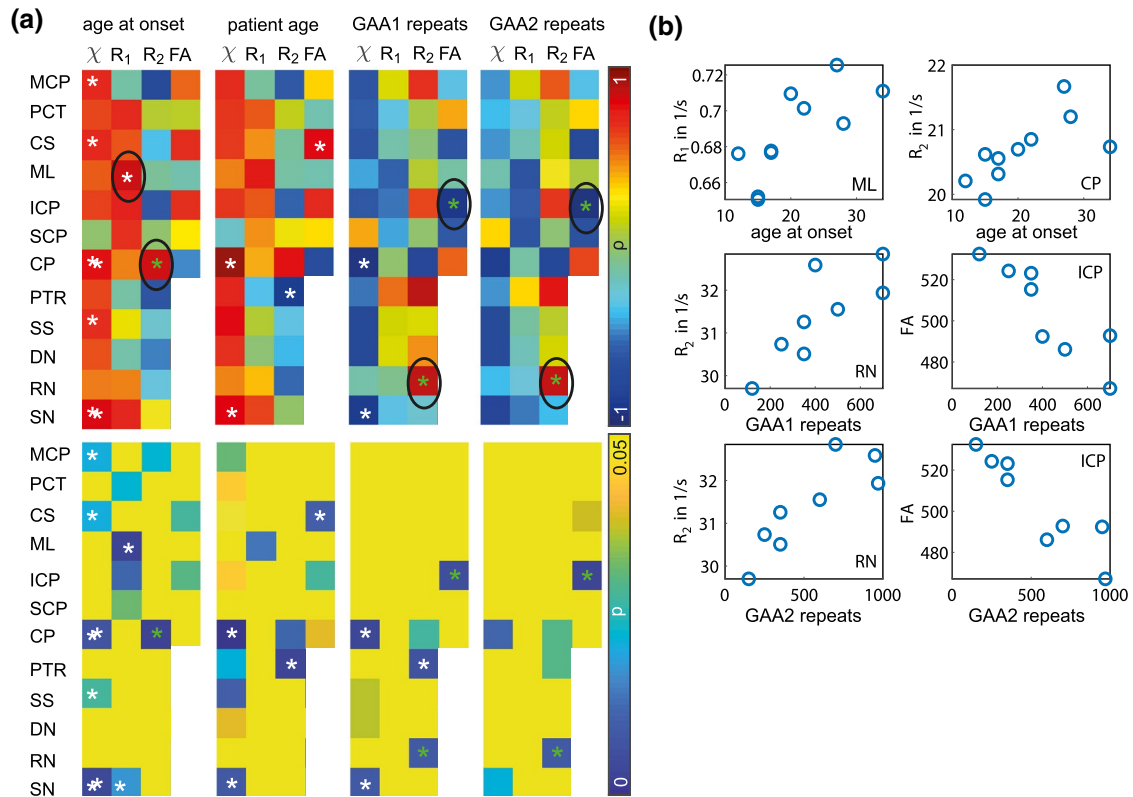 (a)
age at onset patient age GAA1 repeats GAA2 repeats
χ R1 R2 FA χ R1 R2 FA χ R1 R2 FA χ R1 R2 FA
MCP *
PCT
CS * *
ML *
ICP * *
SCP
CP ** * * *
PTR *
SS *
DN
RN * *
SN ** * *
1
ρ
-1
MCP *
PCT
CS * *
ML *
ICP * *
SCP
CP ** * * *
PTR * *
SS *
DN
RN * *
SN ** * * *
0.05
p
0
(b)
R2 in 1/s
0.72
0.7
0.68
0.66
10 20 30
age at onset
ML
R2 in 1/s
22
21
20
10 20 30
age at onset
CP
R2 in 1/s
32
31
30
0 200 400 600
GAA1 repeats
RN
FA
520
500
480
0 200 400 600
GAA1 repeats
ICP
R2 in 1/s
32
31
30
0 500 1000
GAA2 repeats
RN
FA
520
500
480
0 500 1000
GAA2 repeats
ICP